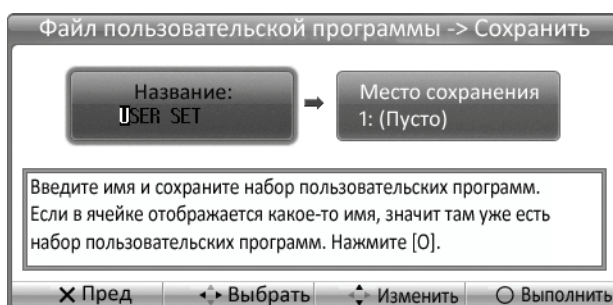 Файл пользовательской программы -> Сохранить
Название:
USER SET
➡
Место сохранения
1: (Пусто)
Введите имя и сохраните набор пользовательских программ.
Если в ячейке отображается какое-то имя, значит там уже есть
набор пользовательских программ. Нажмите [O].
✕ Пред Выбрать Изменить ◯ Выполнить